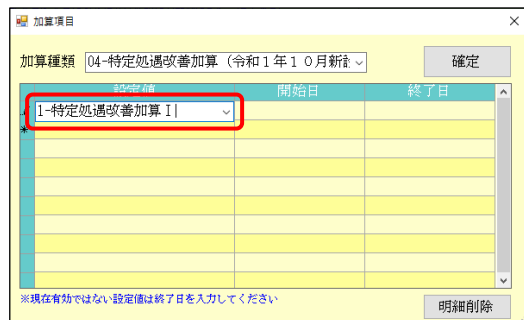 加算項目
加算種類 04-特定処遇改善加算（令和1年10月新 確定
設定値 開始日 終了日
1-特定処遇改善加算Ⅰ
*
※現在有効ではない設定値は終了日を入力してください
明細削除